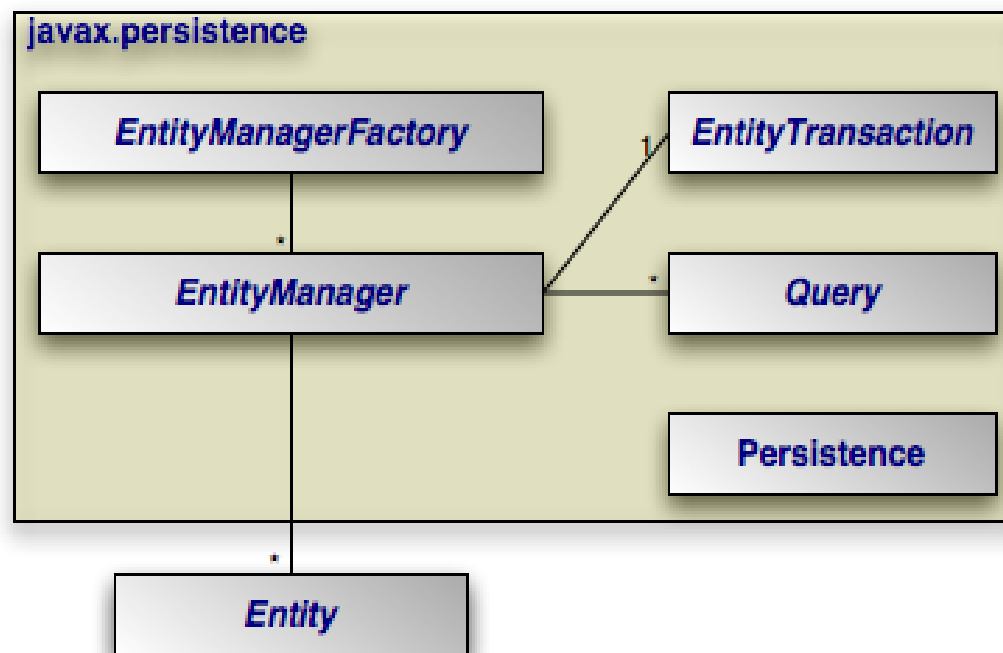 javax.persistence
EntityManagerFactory
EntityTransaction
1
*
EntityManager
*
Query
Persistence
*
Entity